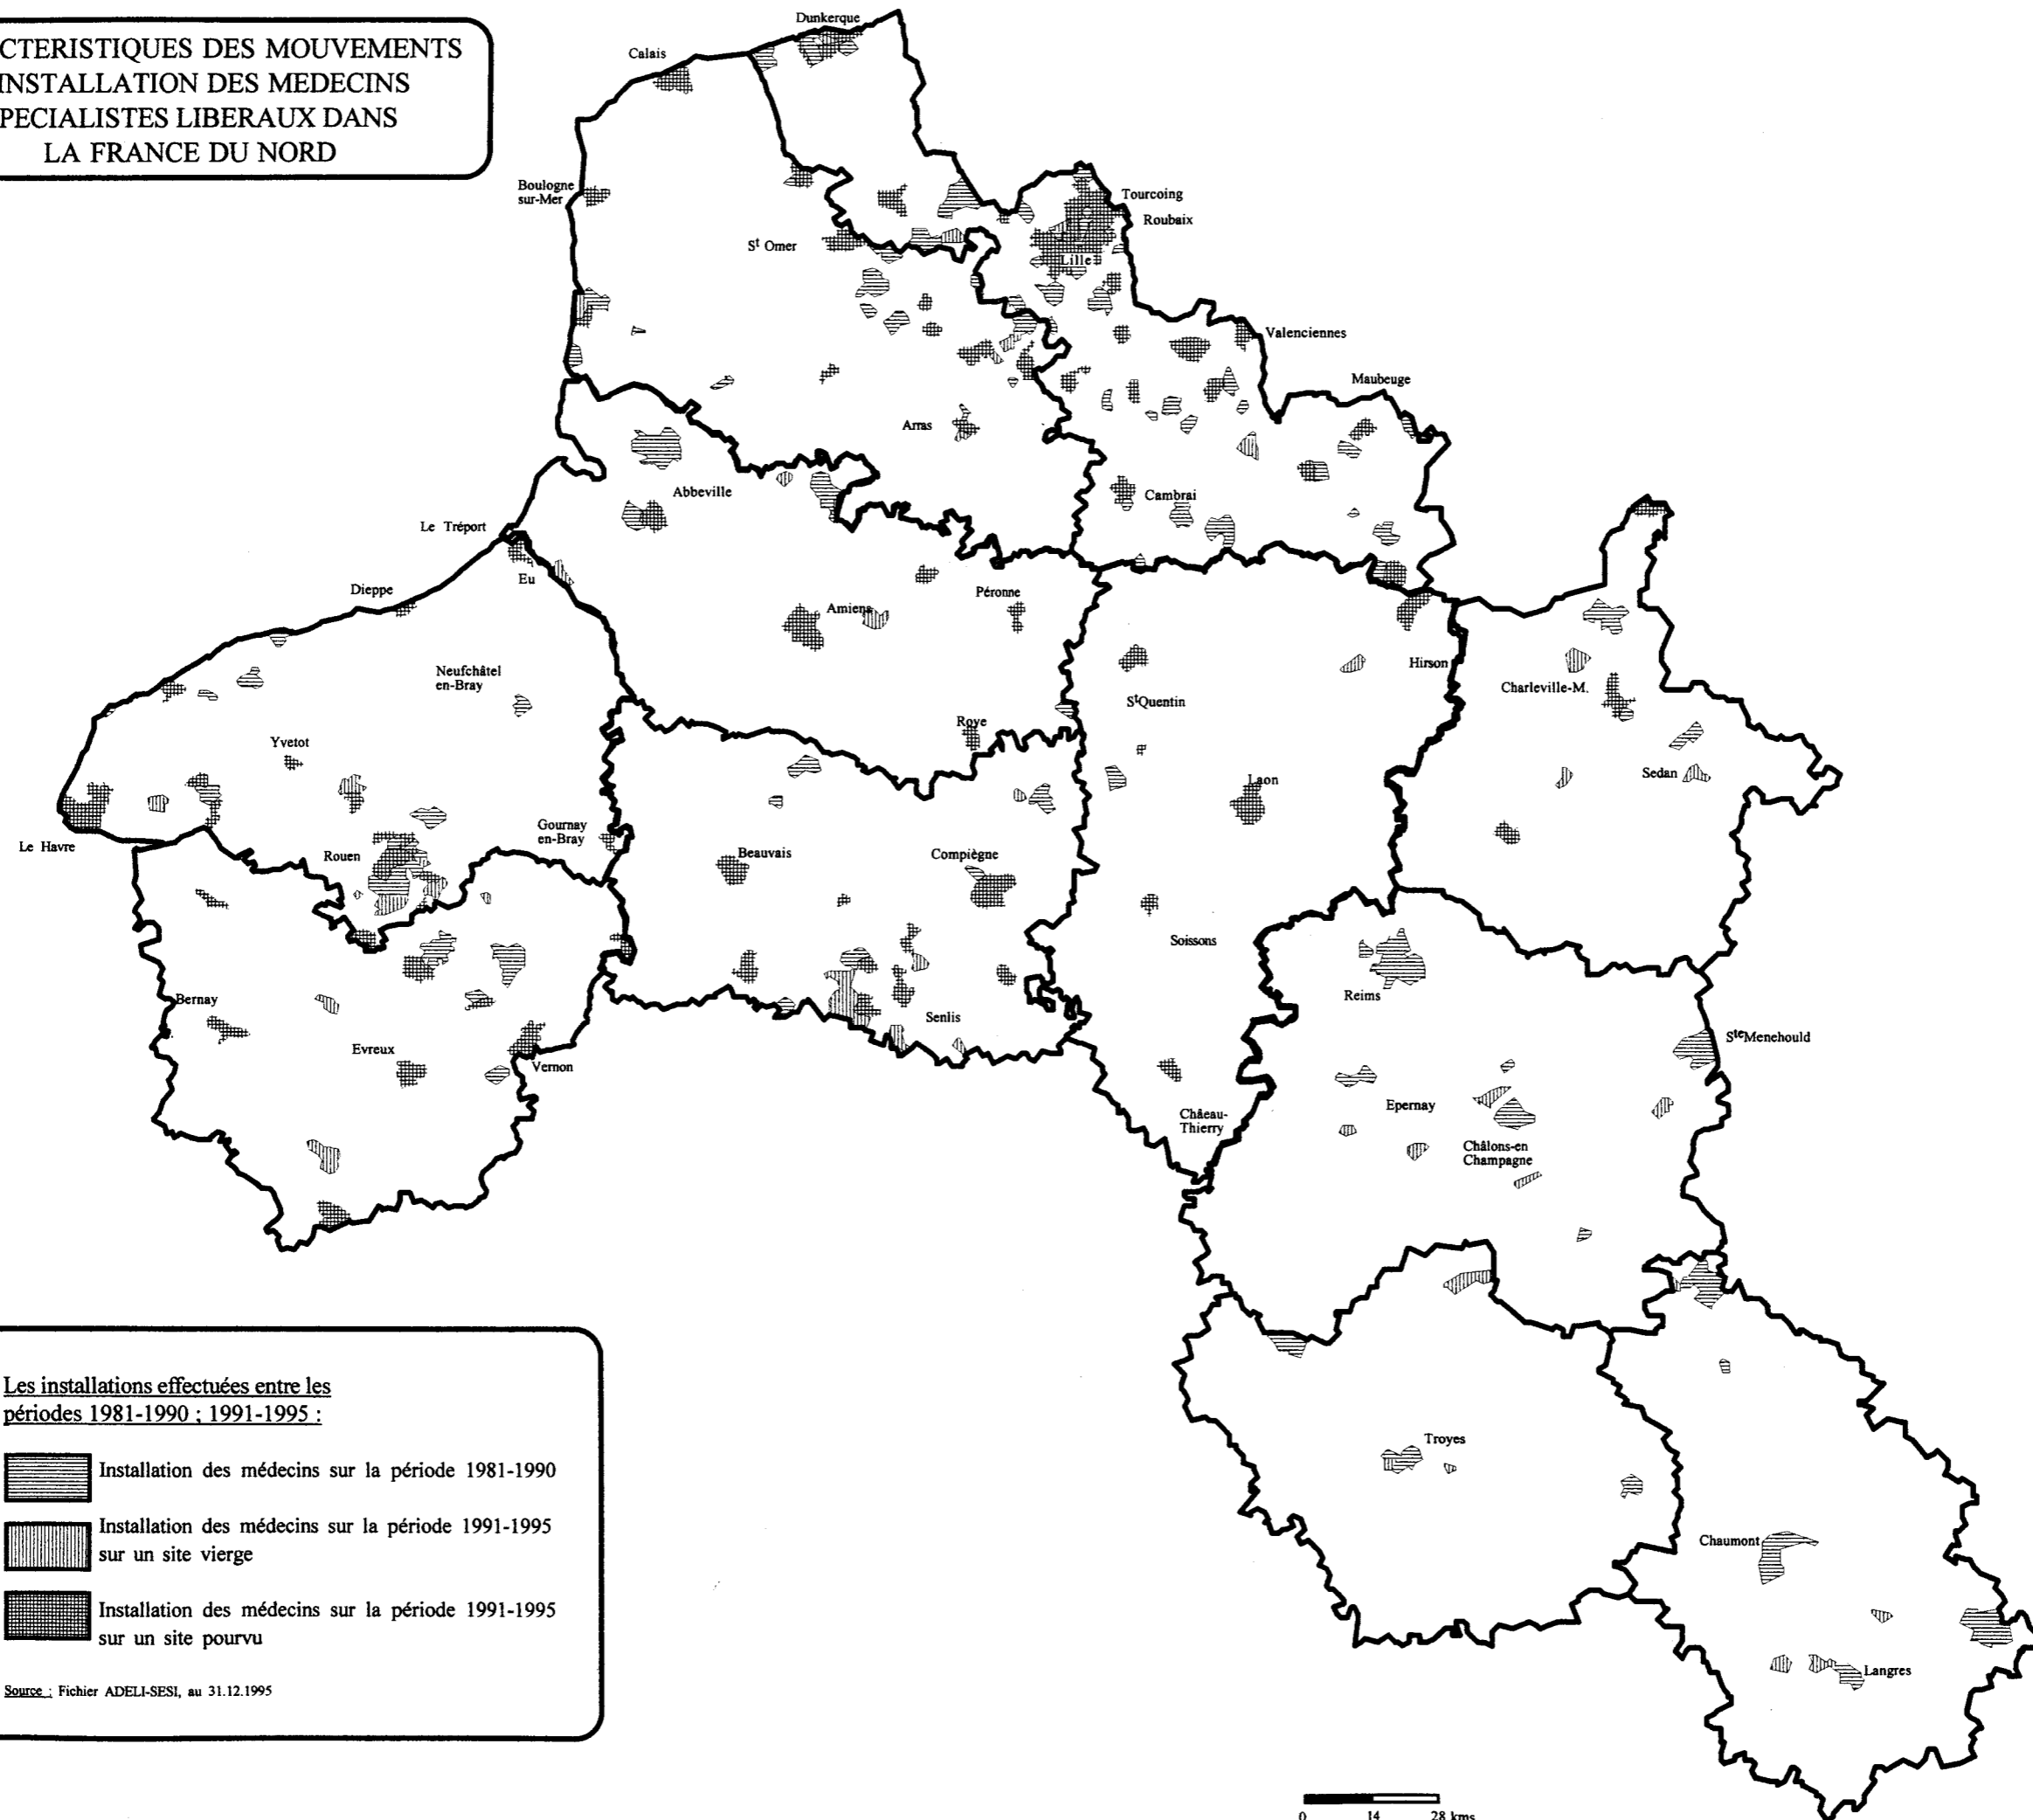 CTERISTIQUES DES MOUVEMENTS
INSTALLATION DES MEDECINS
PECIALISTES LIBERAUX DANS
LA FRANCE DU NORD
Dunkerque
Calais
Boulogne
sur-Mer
Tourcoing
Roubaix
St Omer
Lille
Valenciennes
Maubeuge
Arras
Abbeville
Cambrai
Le Tréport
Eu
Dieppe
Péronne
Amiens
Neufchâtel
en-Bray
Hirson
Charleville-M.
StQuentin
Roye
Yvetot
Sedan
Laon
Le Havre
Gournay
en-Bray
Rouen
Beauvais
Compiègne
Soissons
Reims
Bernay
Senlis
SteMenehould
Evreux
Vernon
Epernay
Châeau-
Thierry
Châlons-en
Champagne
Troyes
Chaumont
Langres
Les installations effectuées entre les
périodes 1981-1990 ; 1991-1995 :
Installation des médecins sur la période 1981-1990
Installation des médecins sur la période 1991-1995
sur un site vierge
Installation des médecins sur la période 1991-1995
sur un site pourvu
Source : Fichier ADELI-SESI, au 31.12.1995
0 14 28 kms